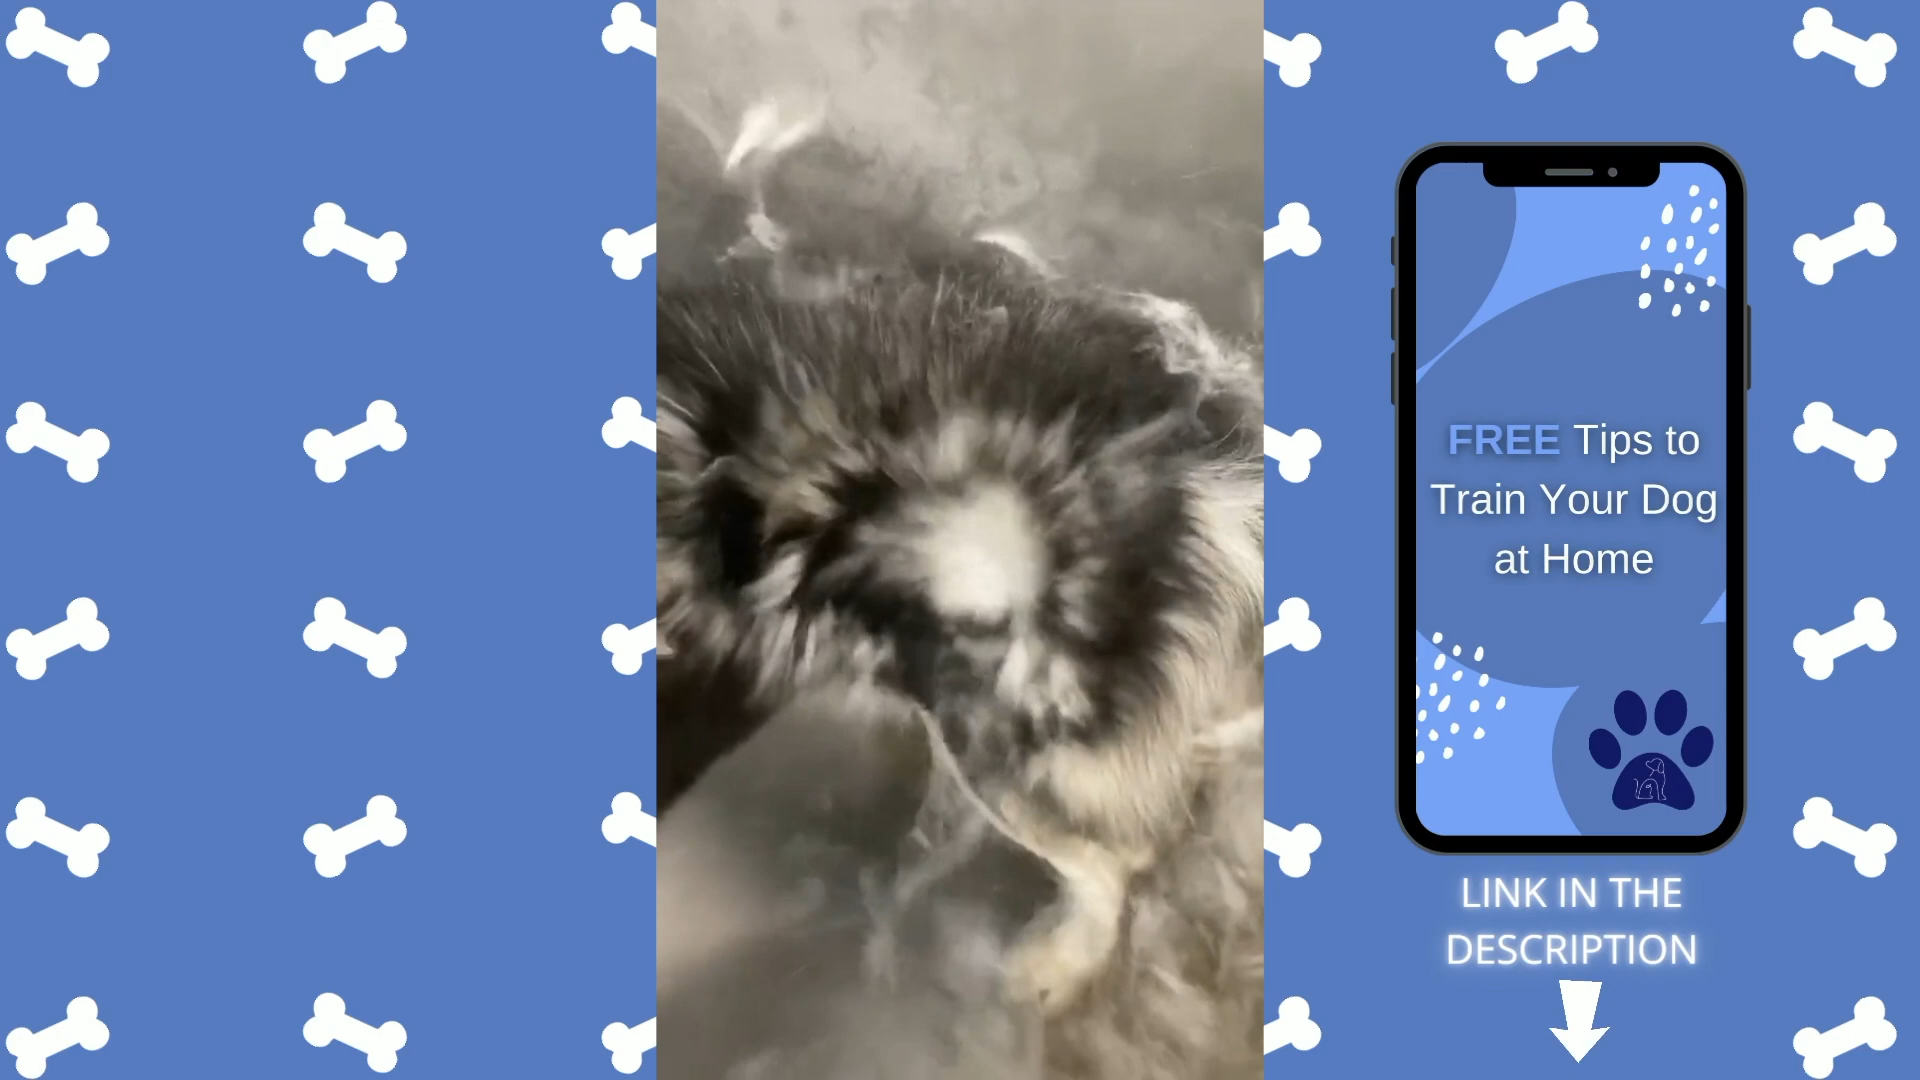 FREE Tips to
Train Your Dog
at Home
LINK IN THE
DESCRIPTION